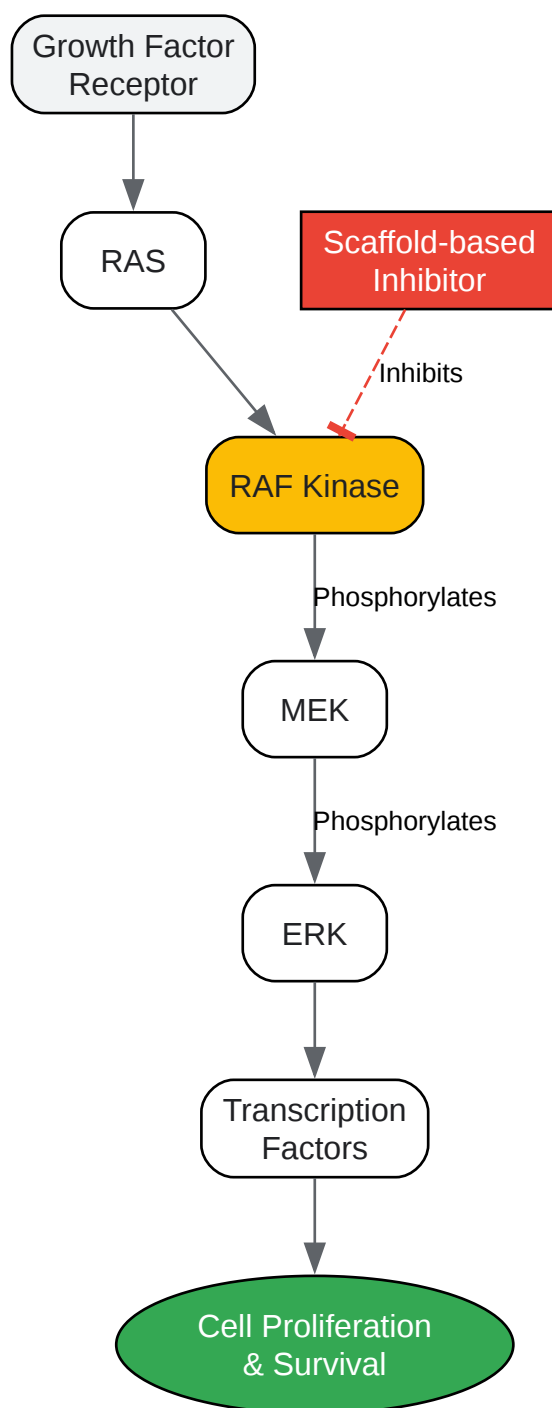 Growth Factor
Receptor
RAS
Scaffold-based
Inhibitor
Inhibits
RAF Kinase
Phosphorylates
MEK
Phosphorylates
ERK
Transcription
Factors
Cell Proliferation
& Survival